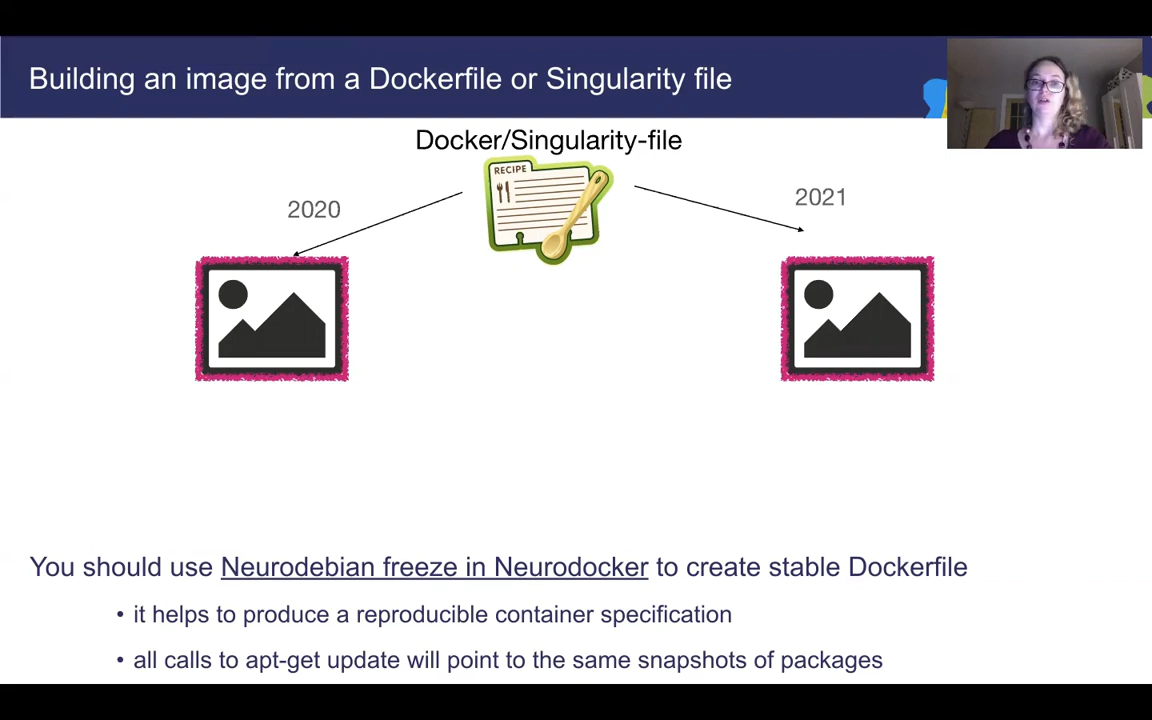 Building an image from a Dockerfile or Singularity file
Docker/Singularity-file
RECIPE
2020
2021
You should use Neurodebian freeze in Neurodocker to create stable Dockerfile
• it helps to produce a reproducible container specification
• all calls to apt-get update will point to the same snapshots of packages